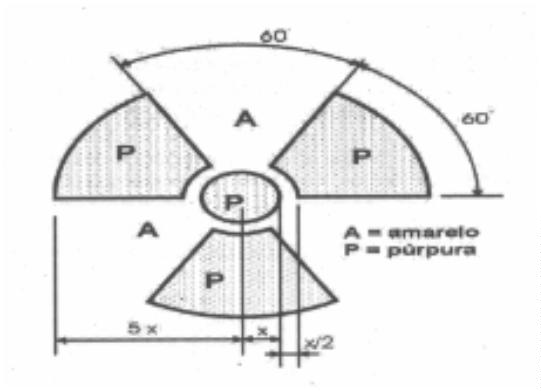 60°
60°
A
P
P
P
A
A = amarelo
P = púrpura
P
5 x
x
x/2